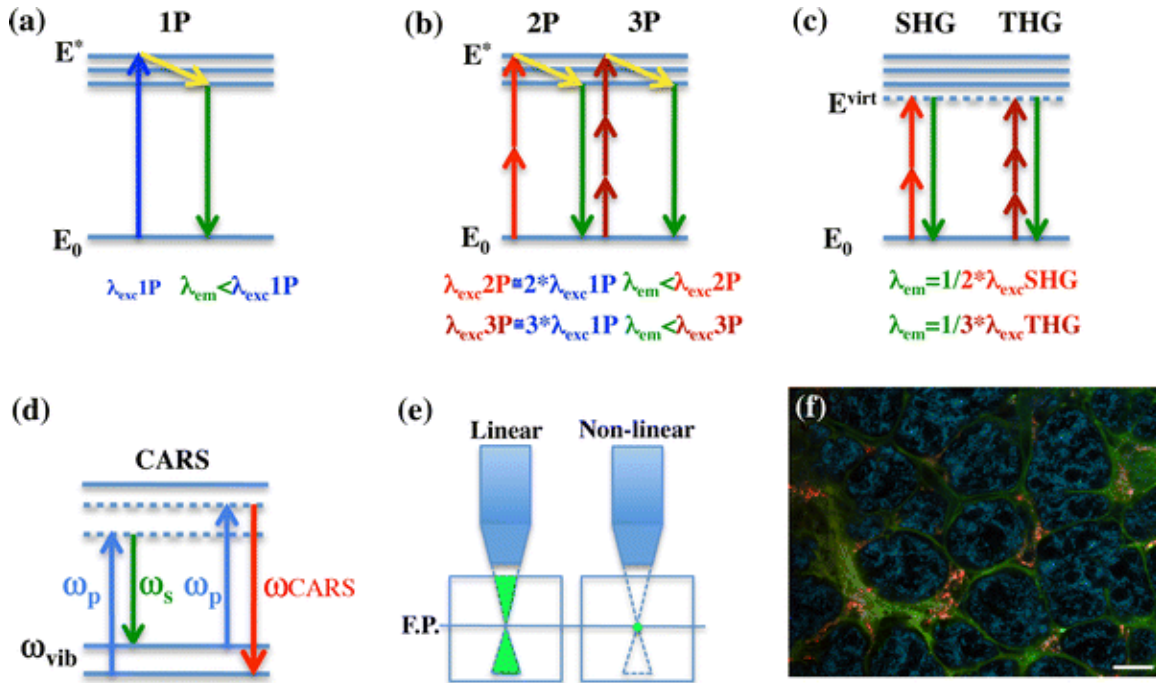 (a)
1P
E*
E₀
λexc1P λem<λexc1P
(b)
2P 3P
E*
E₀
λexc2P≅2*λexc1P λem<λexc2P
λexc3P≅3*λexc1P λem<λexc3P
(c)
SHG THG
Evirt
E₀
λem=1/2*λexcSHG
λem=1/3*λexcTHG
(d)
CARS
ωp ωs ωp ωCARS
ωvib
(e)
Linear Non-linear
F.P.
(f)